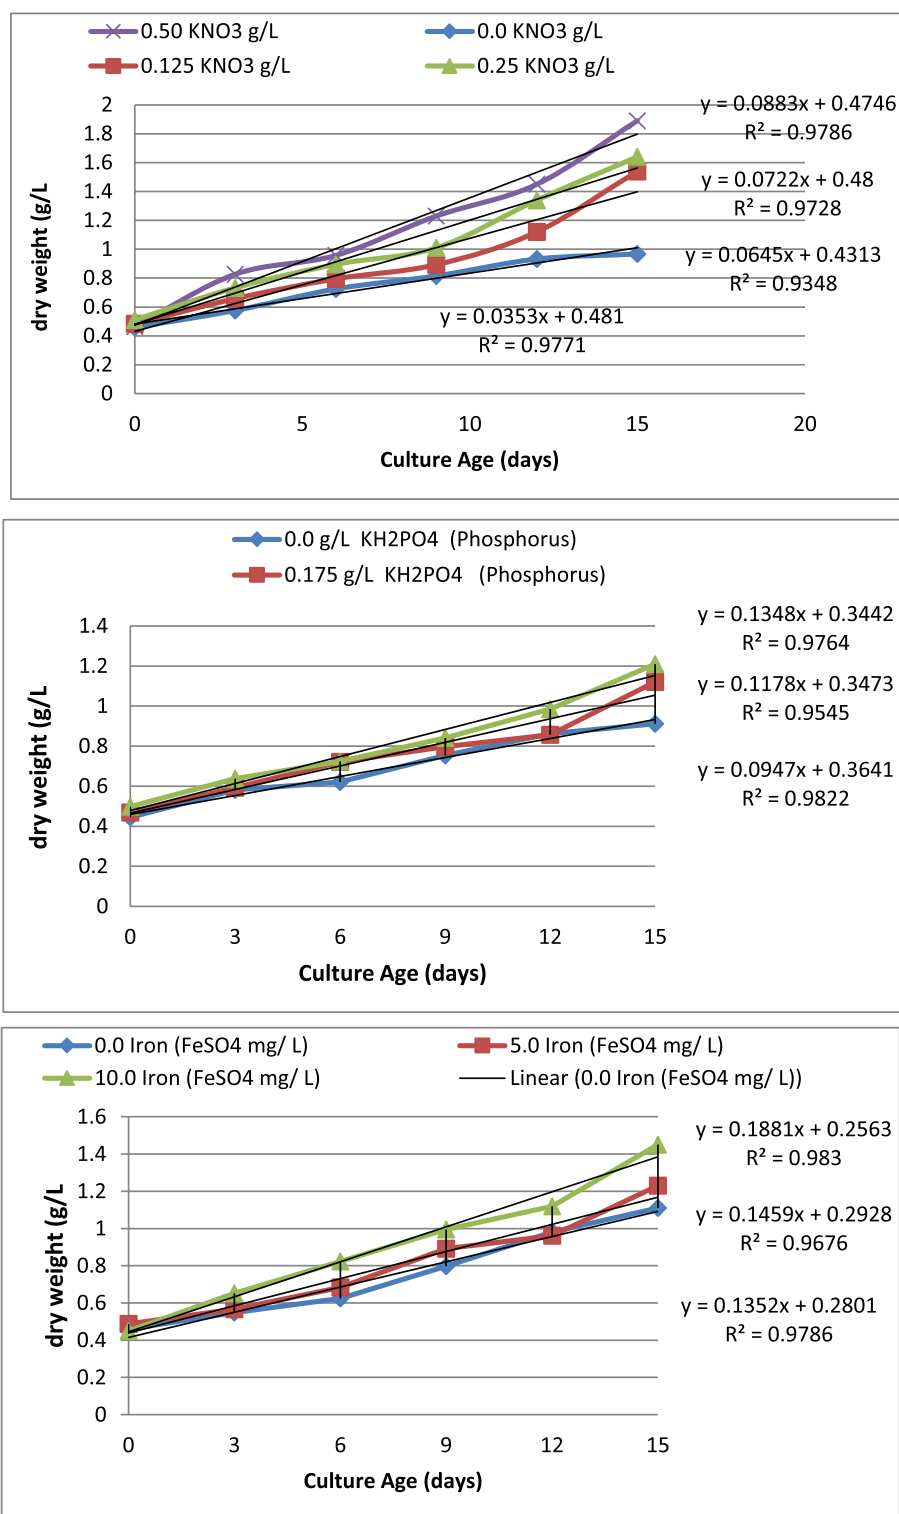 0.50 KNO3 g/L 0.0 KNO3 g/L
0.125 KNO3 g/L 0.25 KNO3 g/L
2
1.8
1.6
1.4
1.2
1
0.8
0.6
0.4
0.2
0
dry weight (g/L
y = 0.0883x + 0.4746
R² = 0.9786
y = 0.0722x + 0.48
R² = 0.9728
y = 0.0645x + 0.4313
R² = 0.9348
y = 0.0353x + 0.481
R² = 0.9771
0 5 10 15 20
Culture Age (days)
0.0 g/L KH2PO4 (Phosphorus)
0.175 g/L KH2PO4 (Phosphorus)
1.4
1.2
1
0.8
0.6
0.4
0.2
0
dry weight (g/L
y = 0.1348x + 0.3442
R² = 0.9764
y = 0.1178x + 0.3473
R² = 0.9545
y = 0.0947x + 0.3641
R² = 0.9822
0 3 6 9 12 15
Culture Age (days)
0.0 Iron (FeSO4 mg/ L) 5.0 Iron (FeSO4 mg/ L)
10.0 Iron (FeSO4 mg/ L) Linear (0.0 Iron (FeSO4 mg/ L))
1.6
1.4
1.2
1
0.8
0.6
0.4
0.2
0
dry weight (g/L
y = 0.1881x + 0.2563
R² = 0.983
y = 0.1459x + 0.2928
R² = 0.9676
y = 0.1352x + 0.2801
R² = 0.9786
0 3 6 9 12 15
Culture Age (days)